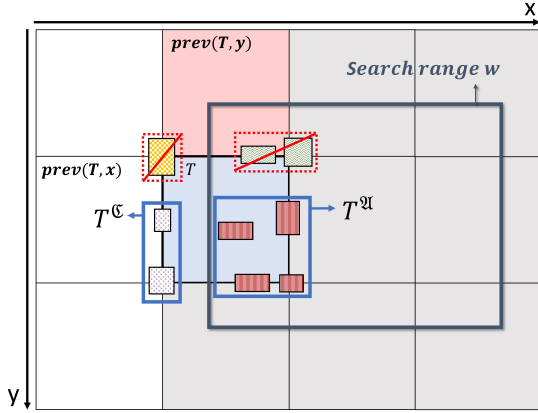 x
prev(T, y)
Search range w
prev(T, x)
T
T^ℭ
T^𝔄
y